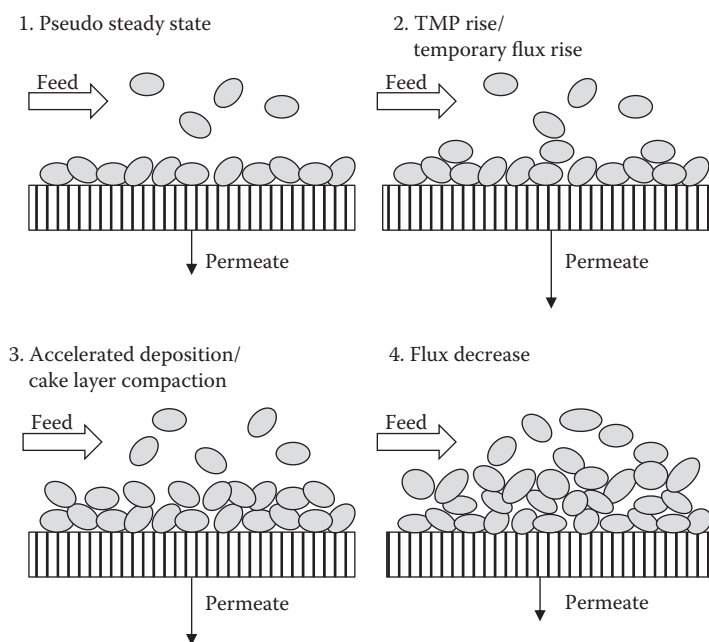 1. Pseudo steady state
Feed
Permeate
2. TMP rise/
temporary flux rise
Feed
Permeate
3. Accelerated deposition/
cake layer compaction
Feed
Permeate
4. Flux decrease
Feed
Permeate